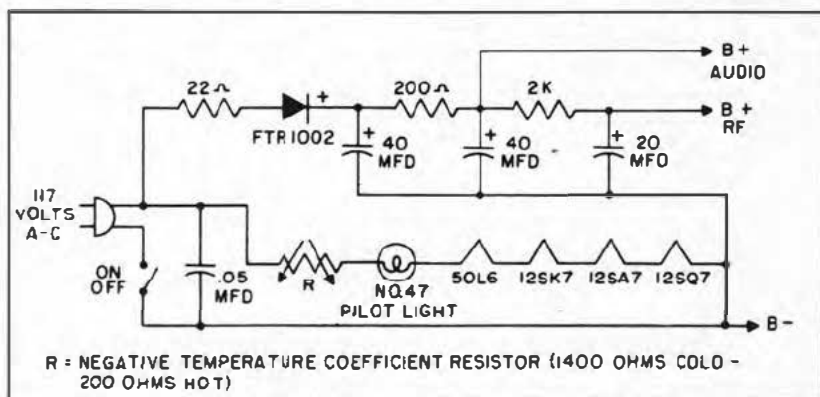 B+
AUDIO
22Ω
200Ω
2K
B+
RF
FTR1002
+
+
40
MFD
+
40
MFD
+
20
MFD
117
VOLTS
A-C
ON
OFF
.05
MFD
R
NO.47
PILOT LIGHT
50L6
12SK7
12SA7
12SQ7
B-
R = NEGATIVE TEMPERATURE COEFFICIENT RESISTOR (1400 OHMS COLD -
200 OHMS HOT)